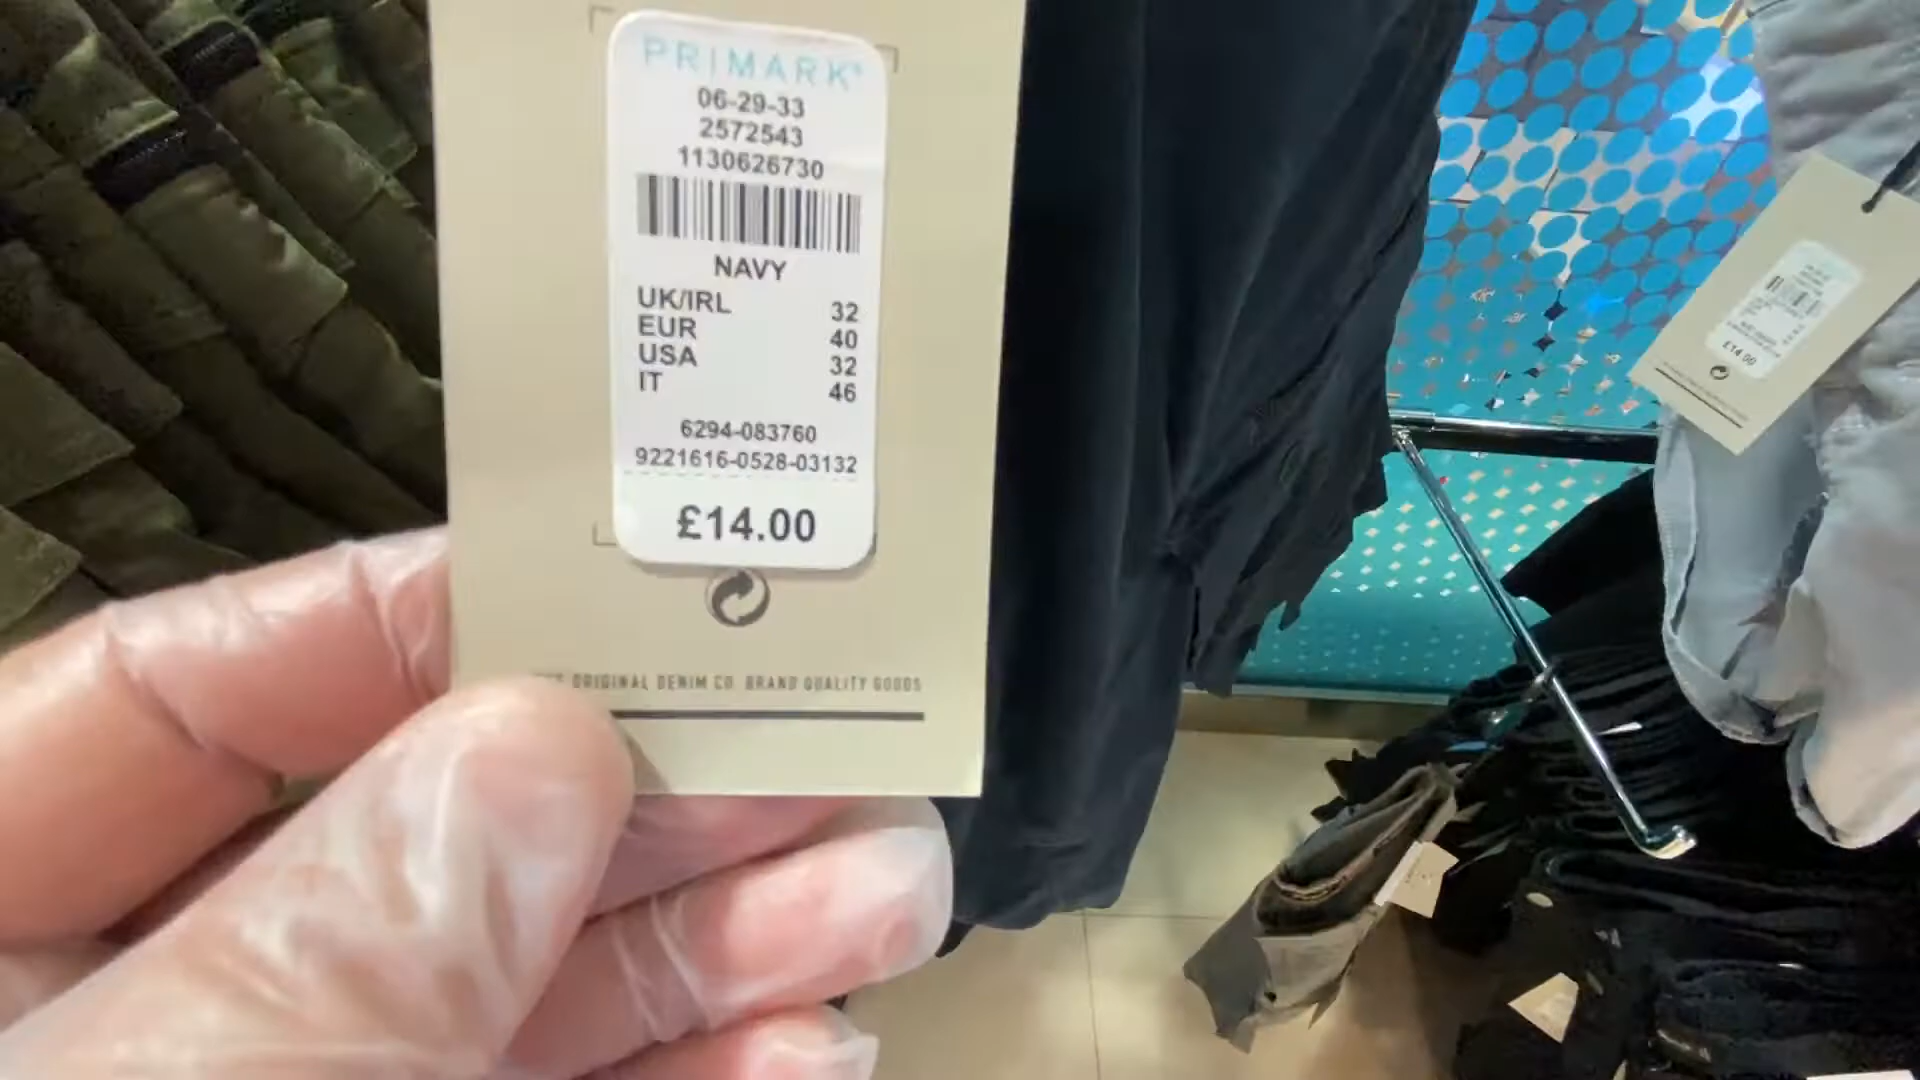 PRIMARK®
06-29-33
2572543
1130626730
NAVY
UK/IRL 32
EUR 40
USA 32
IT 46
6294-083760
9221616-0528-03132
£14.00
ORIGINAL DENIM CO. BRAND QUALITY GOODS
£14.00